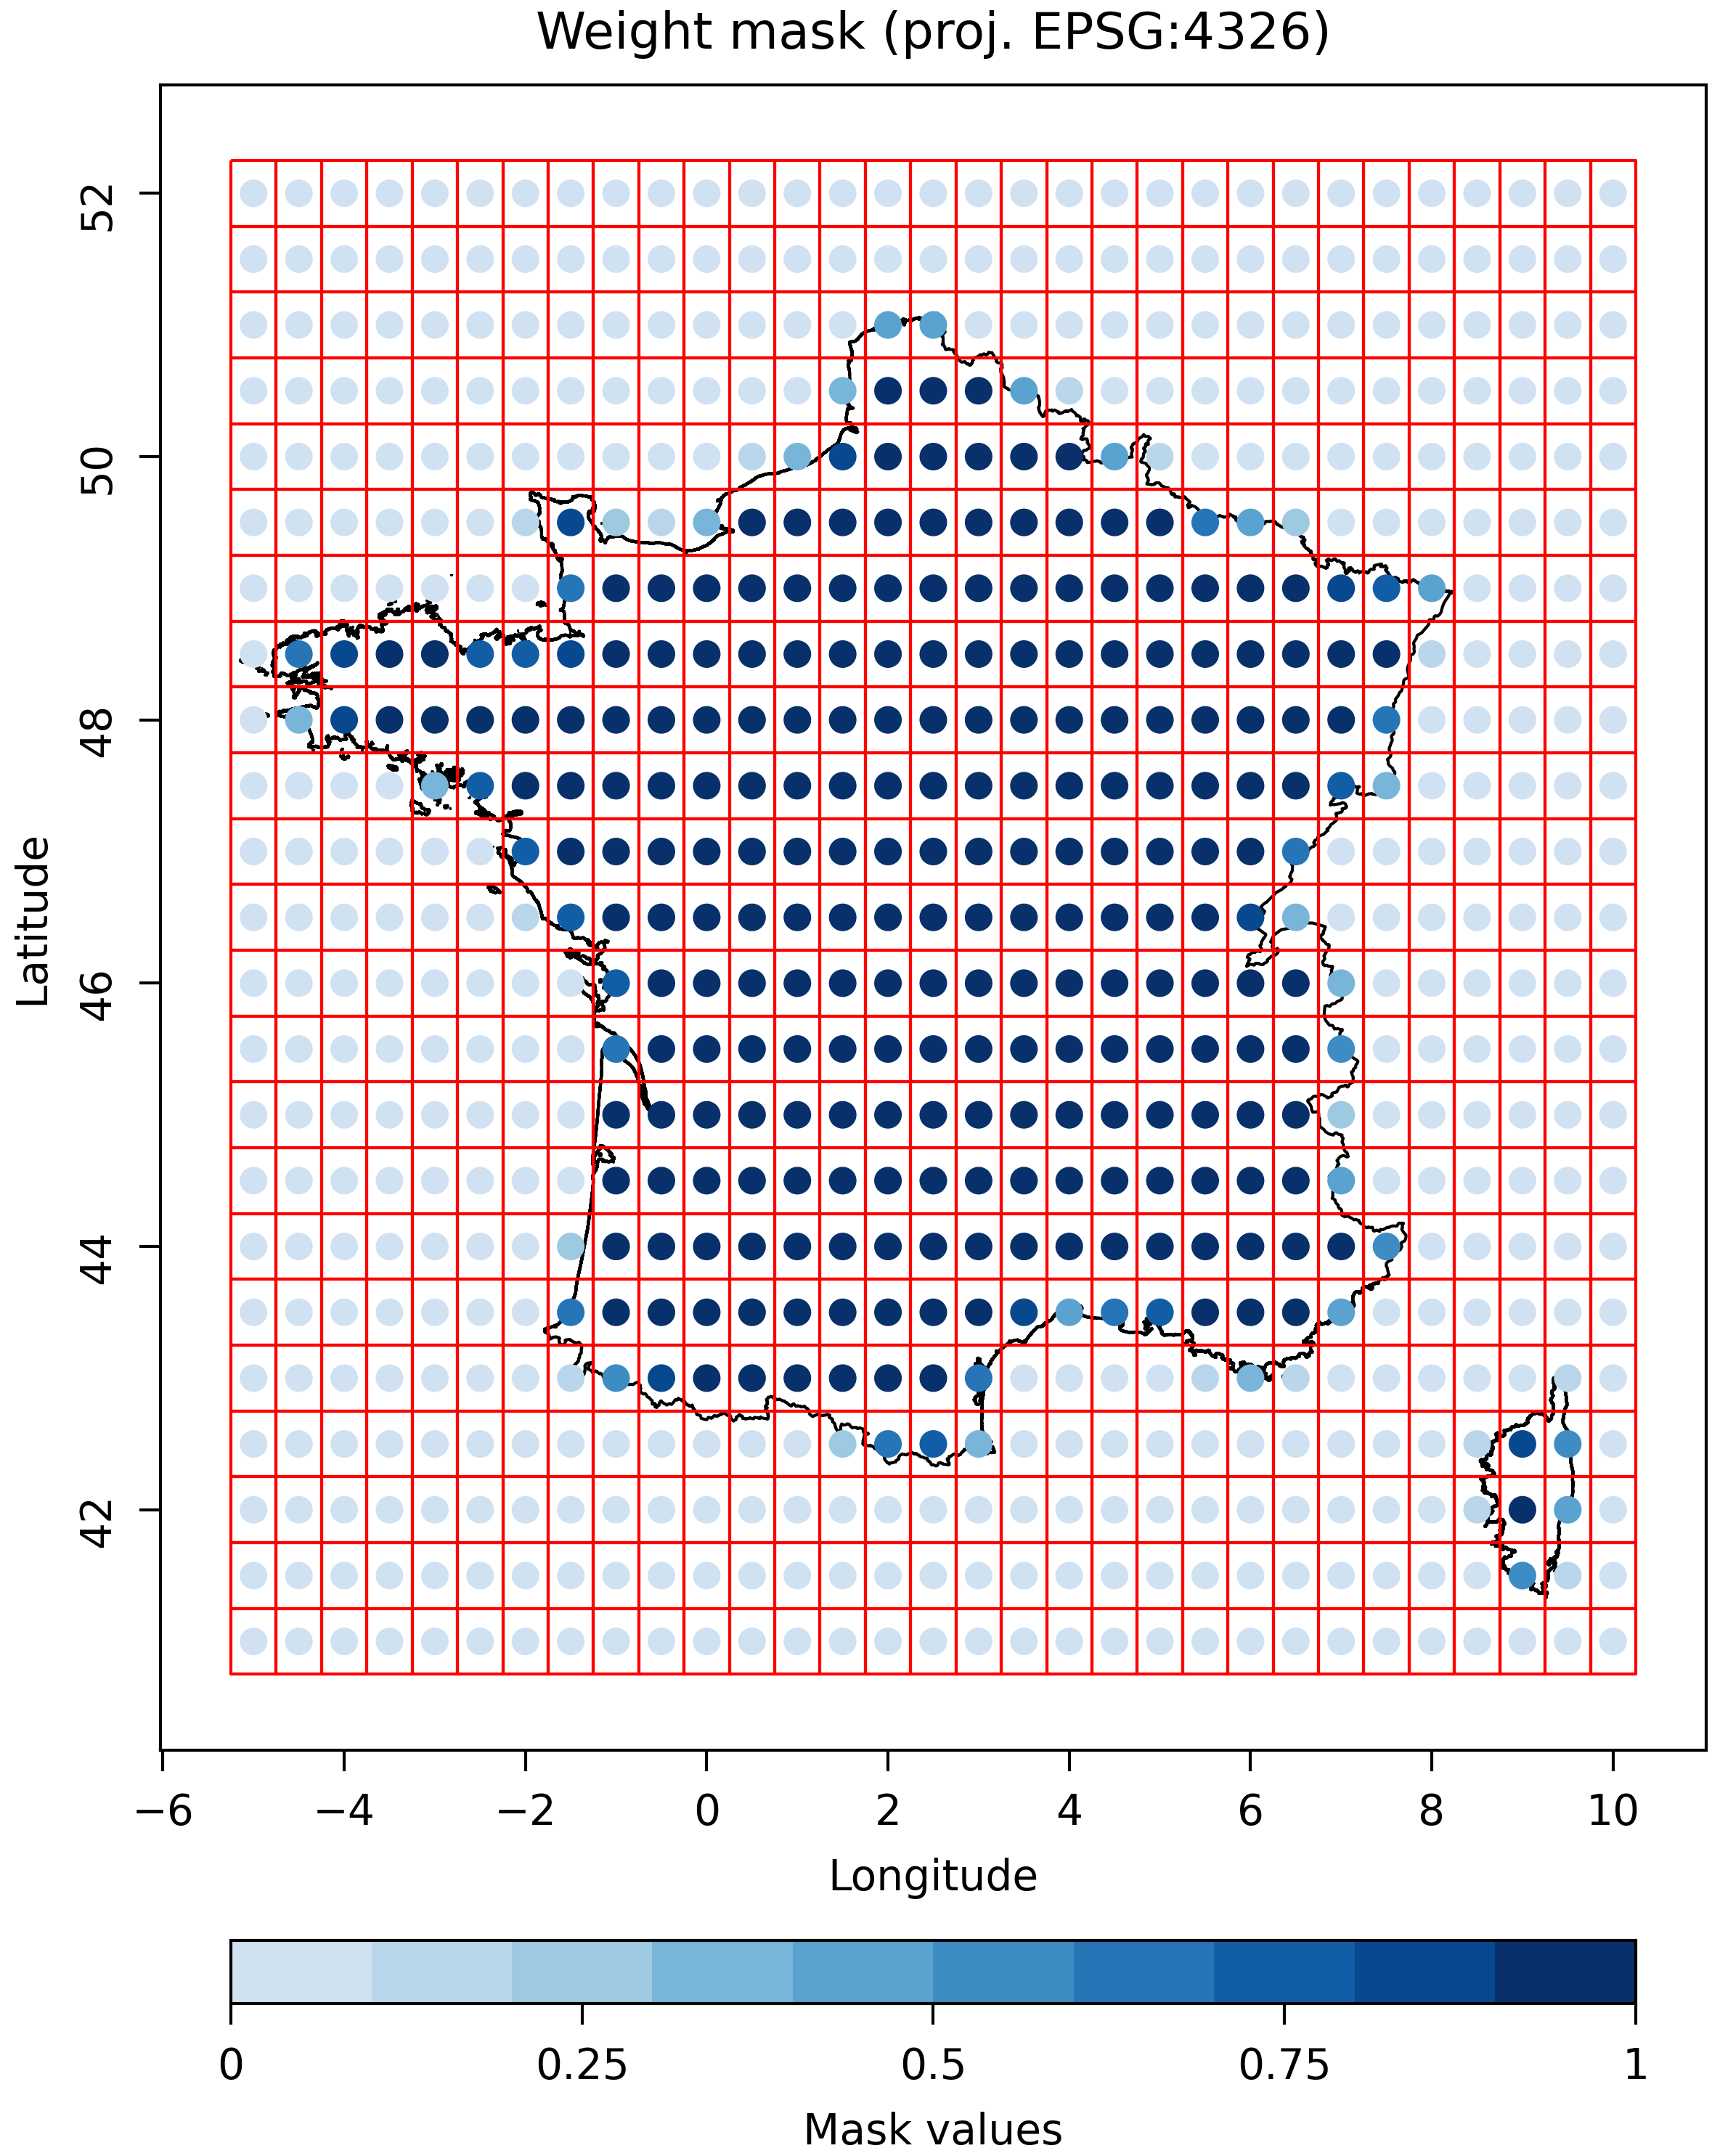 Weight mask (proj. EPSG:4326)
52
50
48
46
44
42
Latitude
−6 −4 −2 0 2 4 6 8 10
Longitude
0 0.25 0.5 0.75 1
Mask values